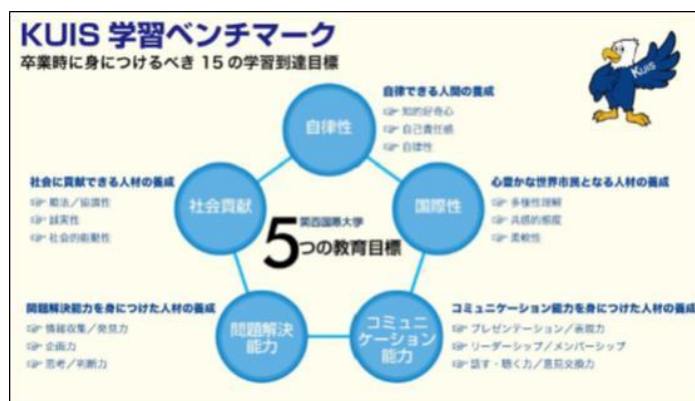 KUIS 学習ベンチマーク
卒業時に身につけるべき 15 の学習到達目標
KUIS
自律できる人間の養成
☞ 知的好奇心
☞ 自己責任感
☞ 自律性
自律性
社会に貢献できる人材の養成
☞ 誠実性
社会貢献
心豊かな世界市民となる人材の養成
☞ 多様性理解
☞ 共感的態度
☞ 柔軟性
国際性
関西国際大学
5つの教育目標
問題解決能力を身につけた人材の養成
☞ 情報収集/発見力
☞ 企画力
☞ 思考/判断力
問題解決
能力
コミュニ
ケーション
能力
コミュニケーション能力を身につけた人材の養成
☞ プレゼンテーション/表現力
☞ リーダーシップ/メンバーシップ
☞ 話す・聴く力/意見交換力